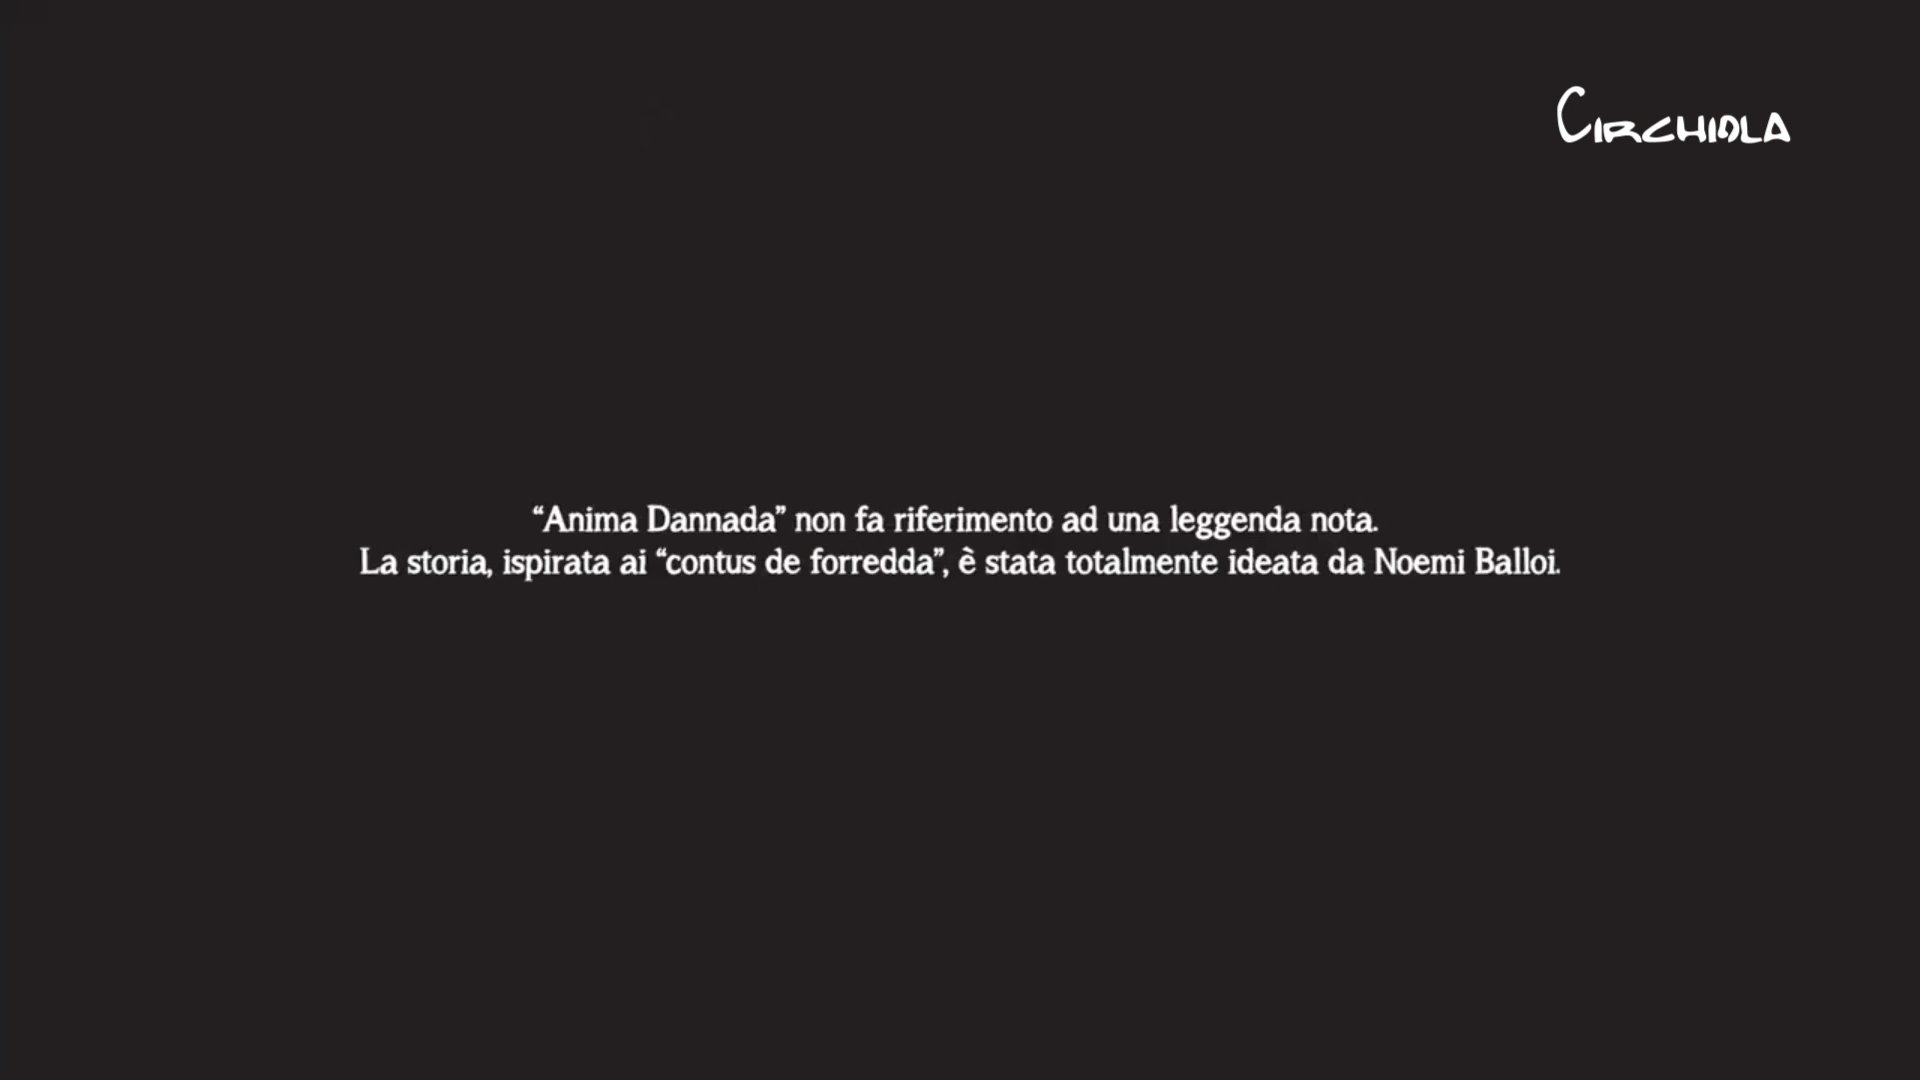 CIRCHIOLA
“Anima Dannada” non fa riferimento ad una leggenda nota.
La storia, ispirata ai “contus de forredda”, è stata totalmente ideata da Noemi Balloi.